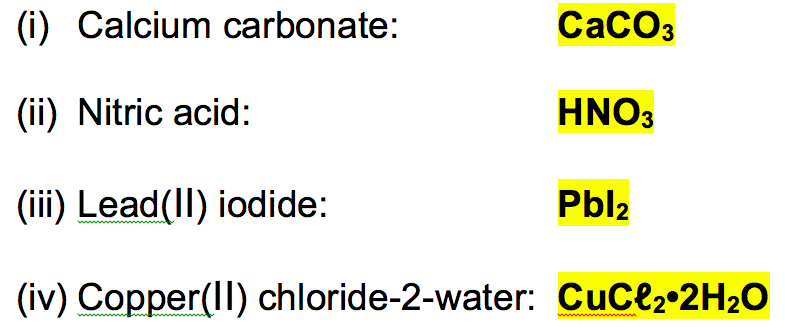 (i) Calcium carbonate: CaCO₃
(ii) Nitric acid: HNO₃
(iii) Lead(II) iodide: PbI₂
(iv) Copper(II) chloride-2-water: CuCℓ₂•2H₂O